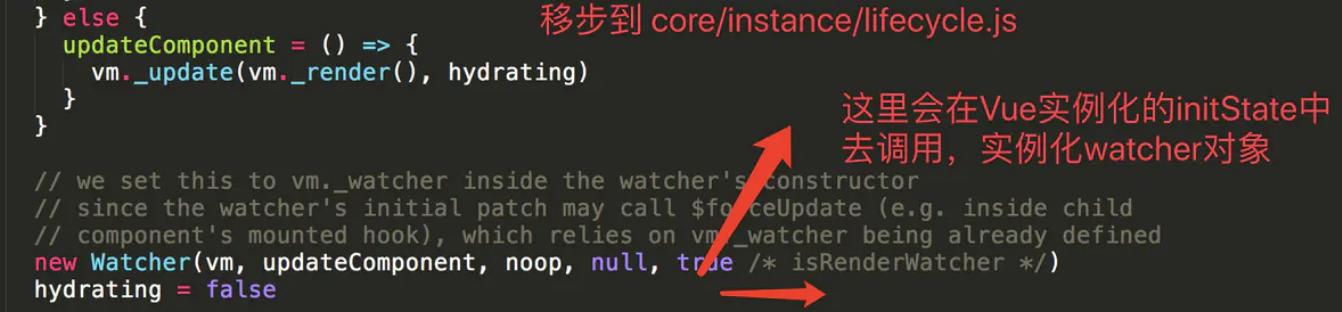 } else {
移步到 core/instance/lifecycle.js
updateComponent = () => {
vm._update(vm._render(), hydrating)
}
}
这里会在Vue实例化的initState中
去调用，实例化watcher对象
// we set this to vm._watcher inside the watcher's constructor
// since the watcher's initial patch may call $forceUpdate (e.g. inside child
// component's mounted hook), which relies on vm._watcher being already defined
new Watcher(vm, updateComponent, noop, null, true /* isRenderWatcher */)
hydrating = false